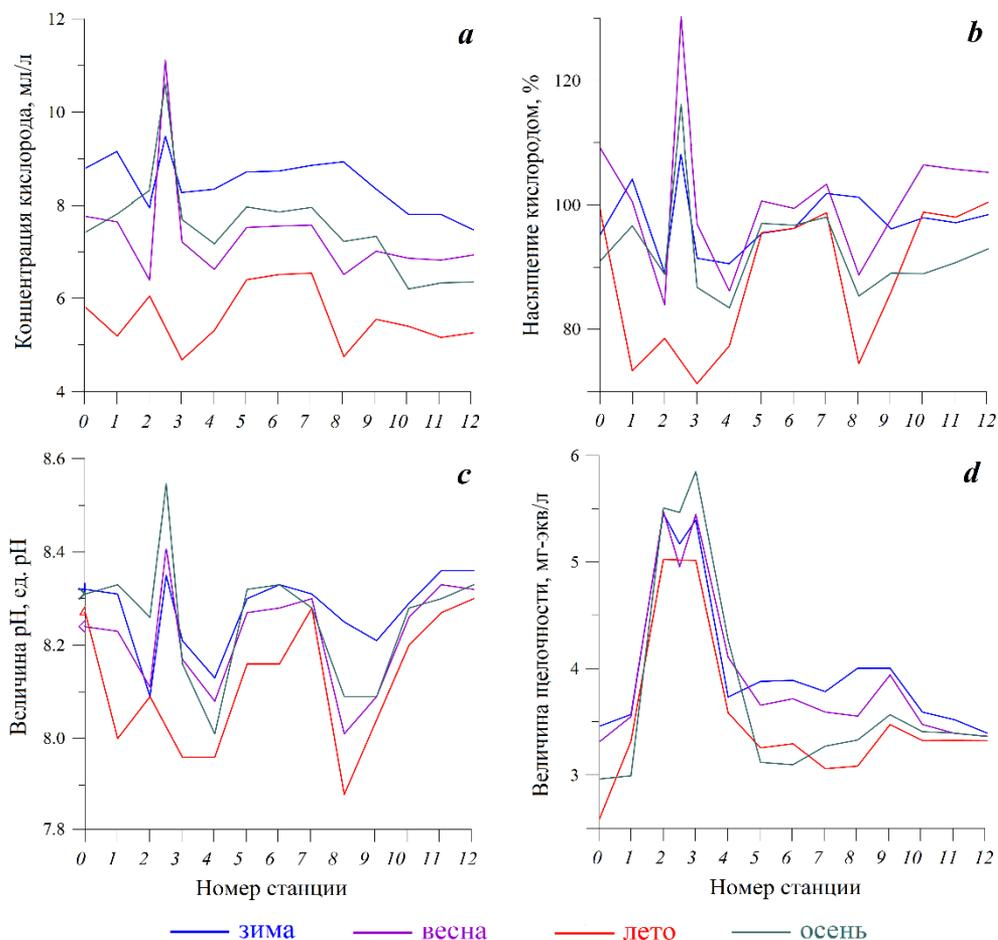 a
Концентрация кислорода, мл/л
12
10
8
6
4
0 1 2 3 4 5 6 7 8 9 10 11 12
b
Насыщение кислородом, %
120
100
80
0 1 2 3 4 5 6 7 8 9 10 11 12
c
Величина pH, ед. pH
8.6
8.4
8.2
8.0
7.8
0 1 2 3 4 5 6 7 8 9 10 11 12
Номер станции
d
Величина щелочности, мг-экв/л
6
5
4
3
0 1 2 3 4 5 6 7 8 9 10 11 12
Номер станции
зима весна лето осень